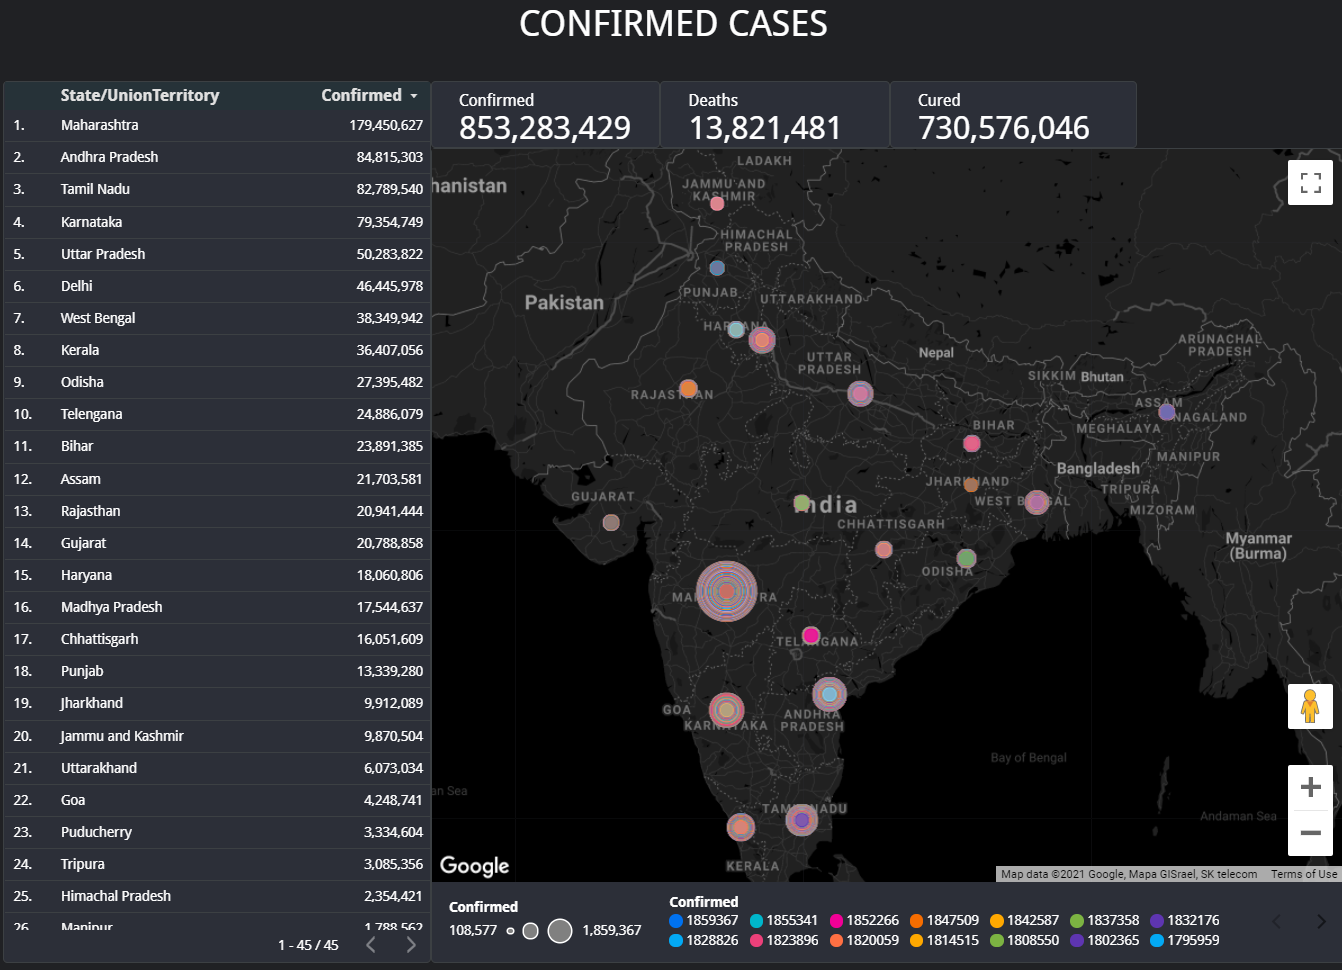 CONFIRMED CASES
State/UnionTerritory Confirmed
1. Maharashtra 179,450,627
2. Andhra Pradesh 84,815,303
3. Tamil Nadu 82,789,540
4. Karnataka 79,354,749
5. Uttar Pradesh 50,283,822
6. Delhi 46,445,978
7. West Bengal 38,349,942
8. Kerala 36,407,056
9. Odisha 27,395,482
10. Telengana 24,886,079
11. Bihar 23,891,385
12. Assam 21,703,581
13. Rajasthan 20,941,444
14. Gujarat 20,788,858
15. Haryana 18,060,806
16. Madhya Pradesh 17,544,637
17. Chhattisgarh 16,051,609
18. Punjab 13,339,280
19. Jharkhand 9,912,089
20. Jammu and Kashmir 9,870,504
21. Uttarakhand 6,073,034
22. Goa 4,248,741
23. Puducherry 3,334,604
24. Tripura 3,085,356
25. Himachal Pradesh 2,354,421
26. Manipur 1,788,562
1 - 45 / 45
Confirmed
853,283,429
Deaths
13,821,481
Cured
730,576,046
LADAKH
hanistan
JAMMU AND
KASHMIR
HIMACHAL
PRADESH
PUNJAB
UTTARAKHAND
Pakistan
HARYANA
UTTAR
PRADESH
Nepal
ARUNACHAL
PRADESH
SIKKIM
Bhutan
RAJASTHAN
ASSAM
NAGALAND
MEGHALAYA
BIHAR
MANIPUR
Bangladesh
JHARKHAND
TRIPURA
GUJARAT
India
WEST BENGAL
MIZORAM
CHHATTISGARH
Myanmar
(Burma)
ODISHA
MAHARASHTRA
TELANGANA
GOA
KARNATAKA
ANDHRA
PRADESH
Bay of Bengal
an Sea
TAMIL NADU
Andaman Sea
KERALA
Google
Map data ©2021 Google, Mapa GISrael, SK telecom Terms of Use
Confirmed
108,577 1,859,367
Confirmed
1859367 1855341 1852266 1847509 1842587 1837358 1832176
1828826 1823896 1820059 1814515 1808550 1802365 1795959